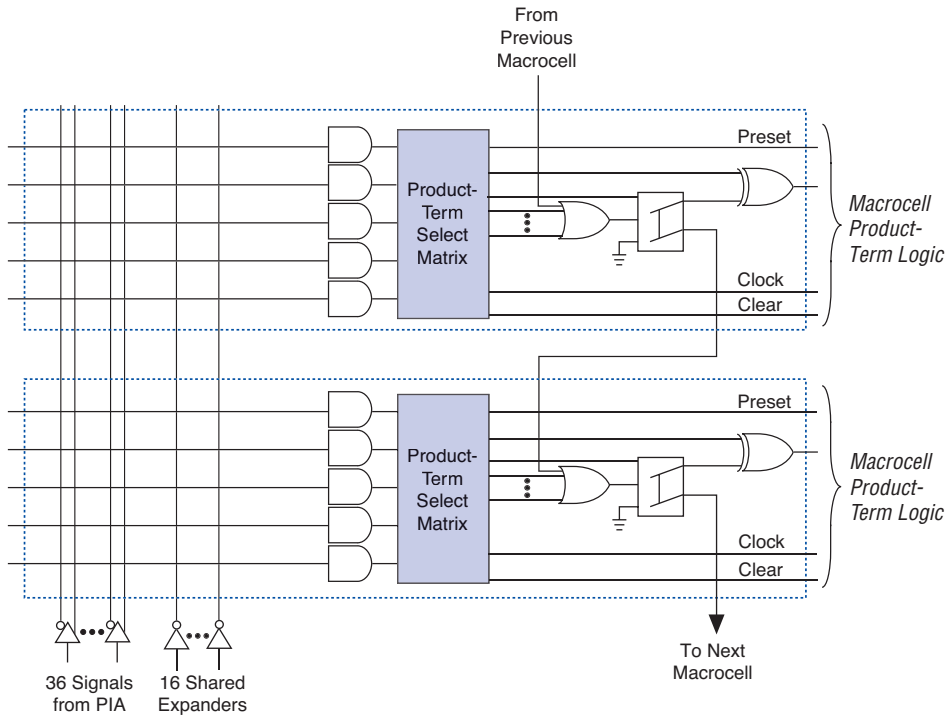 From
Previous
Macrocell
Preset
Product-
Term
Select
Matrix
Macrocell
Product-
Term Logic
Clock
Clear
Preset
Product-
Term
Select
Matrix
Macrocell
Product-
Term Logic
Clock
Clear
36 Signals
from PIA
16 Shared
Expanders
To Next
Macrocell